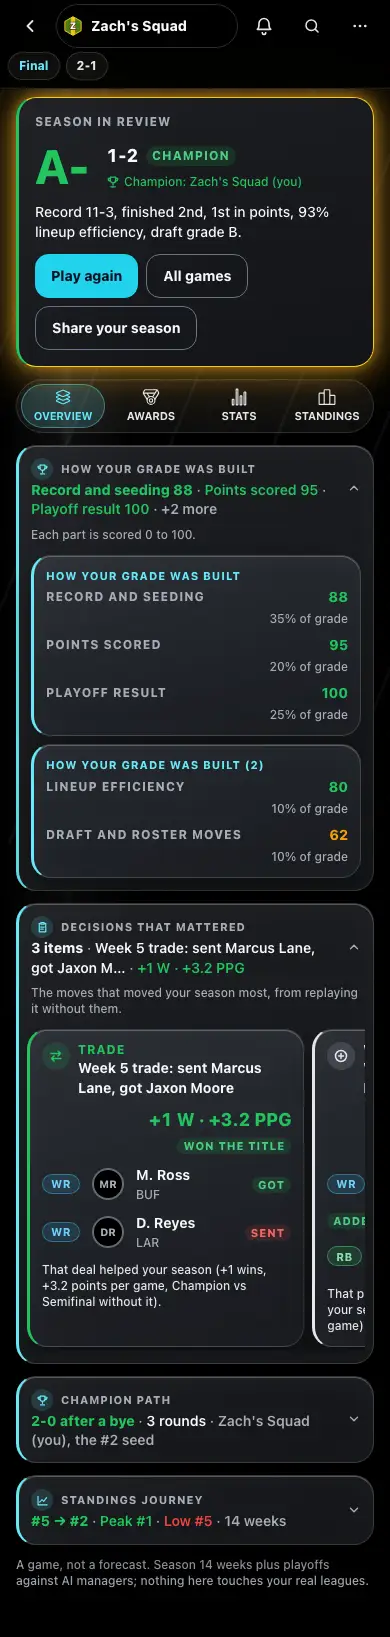 Zach's Squad
Final
2-1
SEASON IN REVIEW
A-
1-2 CHAMPION
Champion: Zach's Squad (you)
Record 11-3, finished 2nd, 1st in points, 93%
lineup efficiency, draft grade B.
Play again
All games
Share your season
OVERVIEW
AWARDS
STATS
STANDINGS
HOW YOUR GRADE WAS BUILT
Record and seeding 88 · Points scored 95 ·
Playoff result 100 · +2 more
Each part is scored 0 to 100.
HOW YOUR GRADE WAS BUILT
RECORD AND SEEDING 88
35% of grade
POINTS SCORED 95
20% of grade
PLAYOFF RESULT 100
25% of grade
HOW YOUR GRADE WAS BUILT (2)
LINEUP EFFICIENCY 80
10% of grade
DRAFT AND ROSTER MOVES 62
10% of grade
DECISIONS THAT MATTERED
3 items · Week 5 trade: sent Marcus Lane,
got Jaxon M... · +1 W · +3.2 PPG
The moves that moved your season most, from replaying
it without them.
TRADE
Week 5 trade: sent Marcus
Lane, got Jaxon Moore
+1 W · +3.2 PPG
WON THE TITLE
WR MR M. Ross GOT
BUF
WR DR D. Reyes SENT
LAR
That deal helped your season (+1 wins,
+3.2 points per game, Champion vs
Semifinal without it).
WR
ADDE
RB
That p
your se
game)
CHAMPION PATH
2-0 after a bye · 3 rounds · Zach's Squad
(you), the #2 seed
STANDINGS JOURNEY
#5 → #2 · Peak #1 · Low #5 · 14 weeks
A game, not a forecast. Season 14 weeks plus playoffs
against AI managers; nothing here touches your real leagues.